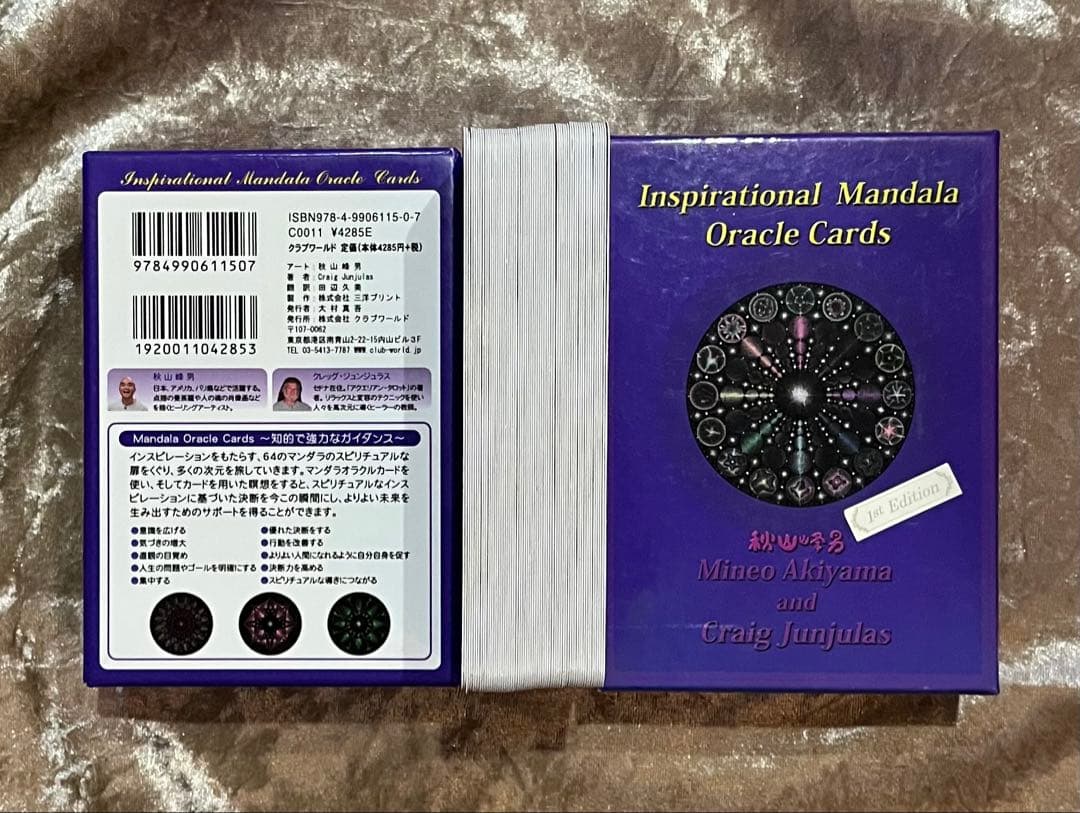 Inspirational Mandala Oracle Cards
ISBN978-4-9906115-0-7
C0011 ¥4285E
クラブワールド 定価(本体4285円+税)
9784990611507
アート：秋山峰男
著者：Craig Junjulas
翻訳：田辺久美
製作：株式会社 三洋プリント
発行者：大村真吾
発行所：株式会社 クラブワールド
〒107-0062
東京都港区南青山2-22-15内山ビル3F
TEL 03-5413-7787 WWW.club-world.jp
1920011042853
秋山峰男
日本、アメリカ、パリ島などで活躍する。
点描の曼荼羅や人の魂の肖像画など
を描くヒーリングアーティスト。
クレッグ・ジュンジュラス
セドナ在住。「アクエリアン・タロット」の著
者。リラックスと変容のテクニックを使い
人々を高次元に導くヒーラーの教師。
Mandala Oracle Cards ～知的で強力なガイダンス～
インスピレーションをもたらす、64のマンダラのスピリチュアルな
扉をくぐり、多くの次元を旅していきます。マンダラオラクルカードを
使い、そしてカードを用いた瞑想をすると、スピリチュアルなインス
ピレーションに基づいた決断を今この瞬間にし、よりよい未来を
生み出すためのサポートを得ることができます。
●意識を広げる
●気づきの増大
●直観の目覚め
●人生の問題やゴールを明確にする
●集中する
●優れた決断をする
●行動を改善する
●よりよい人間になれるように自分自身を促す
●決断力を高める
●スピリチュアルな導きにつながる
Inspirational Mandala
Oracle Cards
1st Edition
秋山峰男
Mineo Akiyama
and
Craig Junjulas